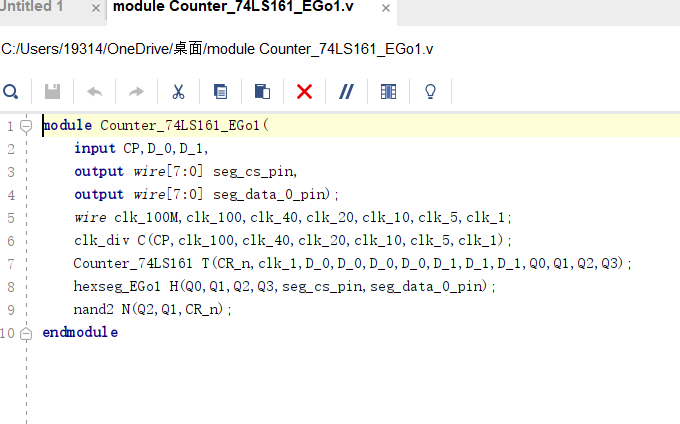 Untitled 1 × module Counter_74LS161_EGo1.v ×
C:/Users/19314/OneDrive/桌面/module Counter_74LS161_EGo1.v
1 module Counter_74LS161_EGo1(
2 input CP,D_0,D_1,
3 output wire[7:0] seg_cs_pin,
4 output wire[7:0] seg_data_0_pin);
5 wire clk_100M,clk_100,clk_40,clk_20,clk_10,clk_5,clk_1;
6 clk_div C(CP,clk_100,clk_40,clk_20,clk_10,clk_5,clk_1);
7 Counter_74LS161 T(CR_n,clk_1,D_0,D_0,D_0,D_0,D_1,D_1,D_1,Q0,Q1,Q2,Q3);
8 hexseg_EGo1 H(Q0,Q1,Q2,Q3,seg_cs_pin,seg_data_0_pin);
9 nand2 N(Q2,Q1,CR_n);
10 endmodule